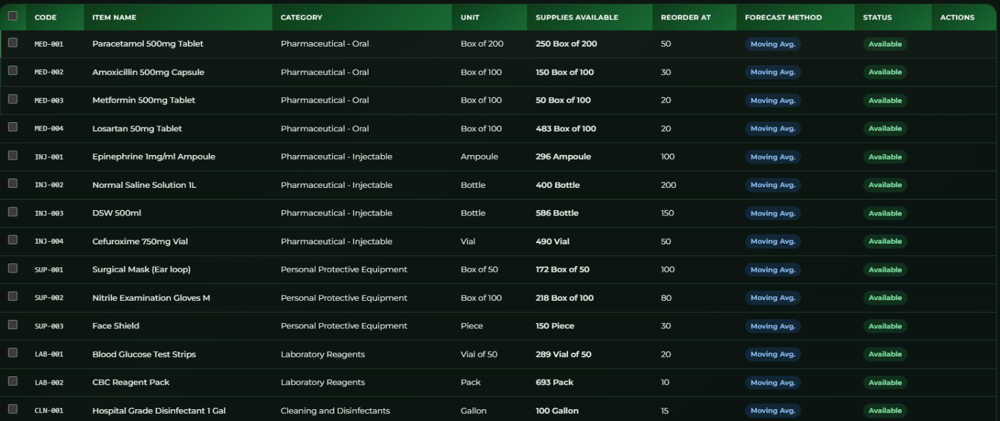 CODE ITEM NAME CATEGORY UNIT SUPPLIES AVAILABLE REORDER AT FORECAST METHOD STATUS ACTIONS
MED-001 Paracetamol 500mg Tablet Pharmaceutical - Oral Box of 200 250 Box of 200 50 Moving Avg. Available
MED-002 Amoxicillin 500mg Capsule Pharmaceutical - Oral Box of 100 150 Box of 100 30 Moving Avg. Available
MED-003 Metformin 500mg Tablet Pharmaceutical - Oral Box of 100 50 Box of 100 20 Moving Avg. Available
MED-004 Losartan 50mg Tablet Pharmaceutical - Oral Box of 100 483 Box of 100 20 Moving Avg. Available
INJ-001 Epinephrine 1mg/ml Ampoule Pharmaceutical - Injectable Ampoule 296 Ampoule 100 Moving Avg. Available
INJ-002 Normal Saline Solution 1L Pharmaceutical - Injectable Bottle 400 Bottle 200 Moving Avg. Available
INJ-003 D5W 500ml Pharmaceutical - Injectable Bottle 586 Bottle 150 Moving Avg. Available
INJ-004 Cefuroxime 750mg Vial Pharmaceutical - Injectable Vial 490 Vial 50 Moving Avg. Available
SUP-001 Surgical Mask (Ear loop) Personal Protective Equipment Box of 50 172 Box of 50 100 Moving Avg. Available
SUP-002 Nitrile Examination Gloves M Personal Protective Equipment Box of 100 218 Box of 100 80 Moving Avg. Available
SUP-003 Face Shield Personal Protective Equipment Piece 150 Piece 30 Moving Avg. Available
LAB-001 Blood Glucose Test Strips Laboratory Reagents Vial of 50 289 Vial of 50 20 Moving Avg. Available
LAB-002 CBC Reagent Pack Laboratory Reagents Pack 693 Pack 10 Moving Avg. Available
CLN-001 Hospital Grade Disinfectant 1 Gal Cleaning and Disinfectants Gallon 100 Gallon 15 Moving Avg. Available